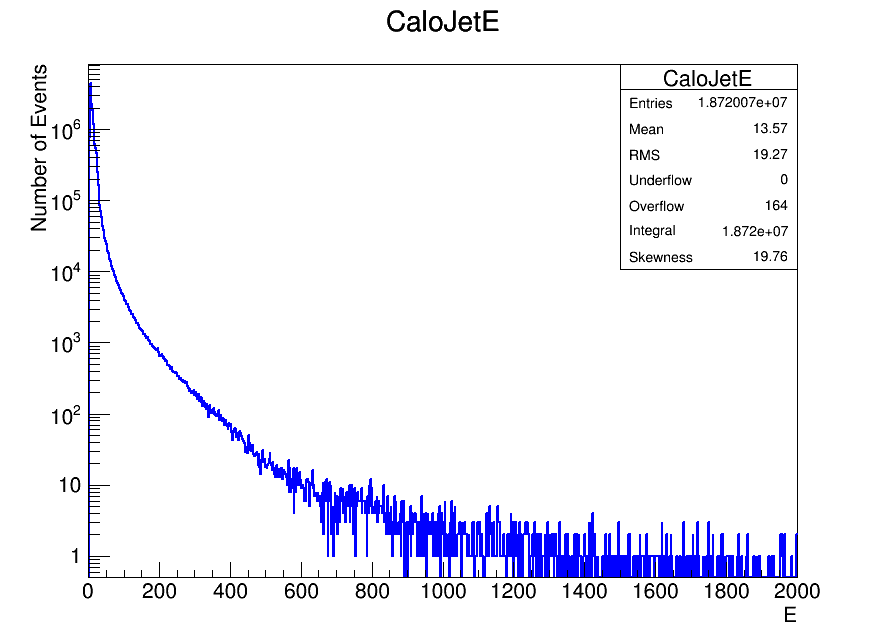 CaloJetE
CaloJetE
Entries 1.872007e+07
Mean 13.57
RMS 19.27
Underflow 0
Overflow 164
Integral 1.872e+07
Skewness 19.76
Number of Events
10^6
10^5
10^4
10^3
10^2
10
1
0 200 400 600 800 1000 1200 1400 1600 1800 2000
E